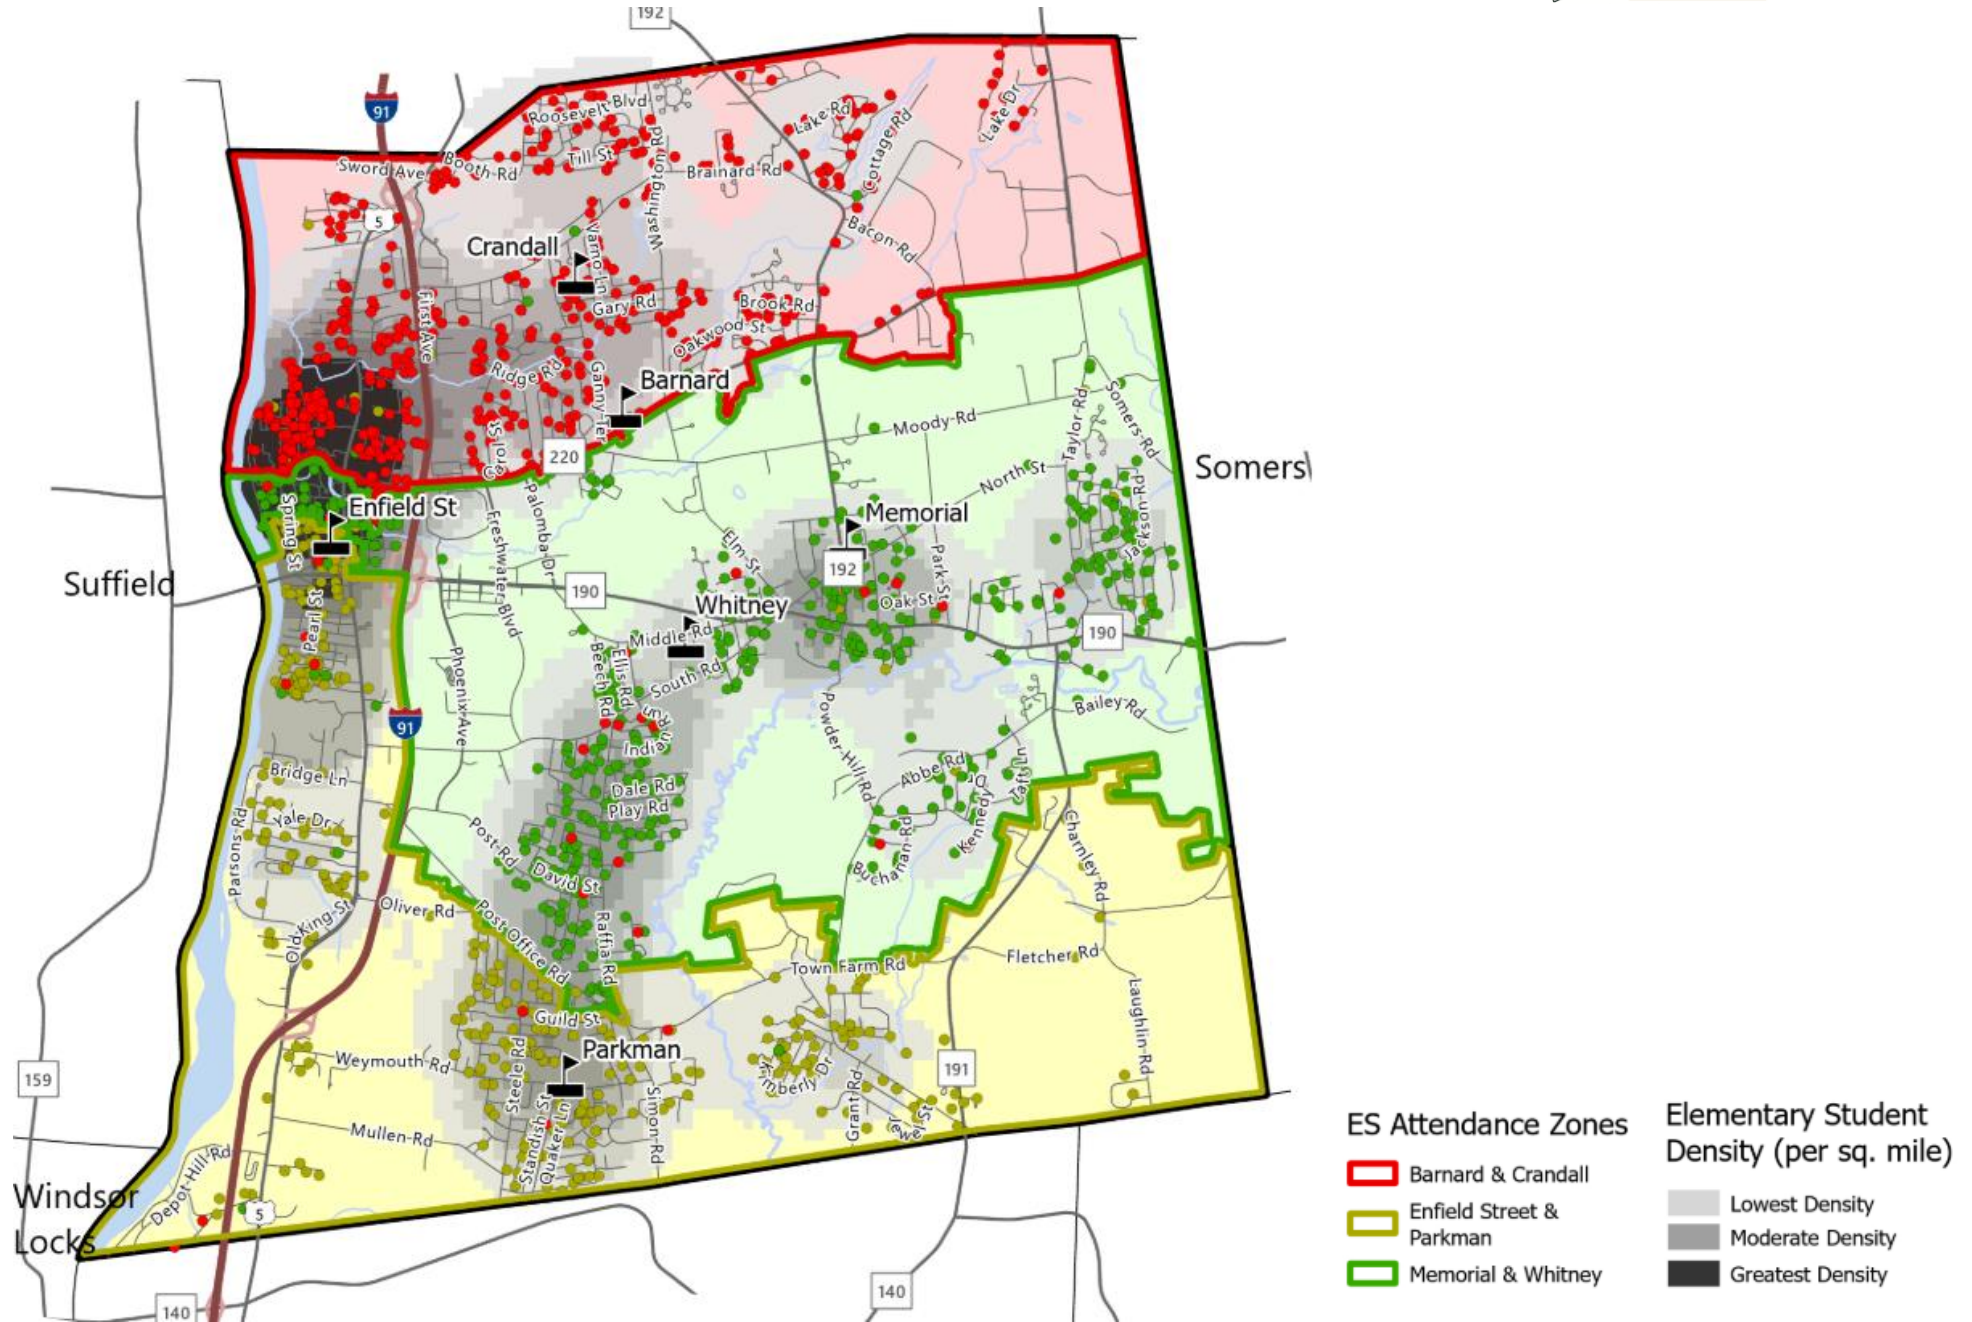 192
91
Roosevelt Blvd
Lake Rd
Lake Dr
Till St
Washington Rd
Sword Ave
Booth Rd
Brainard Rd
Cottage Rd
5
Bacon Rd
Crandall
Varno Ln
First Ave
Gary Rd
Brook Rd
Oakwood St
Ridge Rd
Ganny Ter
Barnard
Moody Rd
Taylor Rd
Somers Rd
Carol St
220
Somers
North St
Spring St
Enfield St
Palomba Dr
Freshwater Blvd
Memorial
Jackson Rd
Elm St
Park St
192
Suffield
190
Whitney
Oak St
Pearl St
Middle Rd
190
Beech Rd
Ellis Rd
South Rd
Phoenix Ave
91
Run
Indian
Powder Hill Rd
Bailey Rd
Bridge Ln
Abbe Rd
Taft Ln
Dale Rd
Play Rd
Kennedy Dr
Parsons Rd
Yale Dr
Post Rd
Charnley Rd
David St
Buchanan Rd
Oliver Rd
Old King St
Post Office Rd
Raffia Rd
Town Farm Rd
Fletcher Rd
Laughlin Rd
Guild St
Parkman
Weymouth Rd
Steele Rd
Kimberly Dr
191
159
Simon Rd
Grant Rd
Jewel St
Mullen Rd
Standish St
Quaker Ln
Depot Hill Rd
Windsor
Locks
5
140
140
ES Attendance Zones
Barnard & Crandall
Enfield Street &
Parkman
Memorial & Whitney
Elementary Student
Density (per sq. mile)
Lowest Density
Moderate Density
Greatest Density